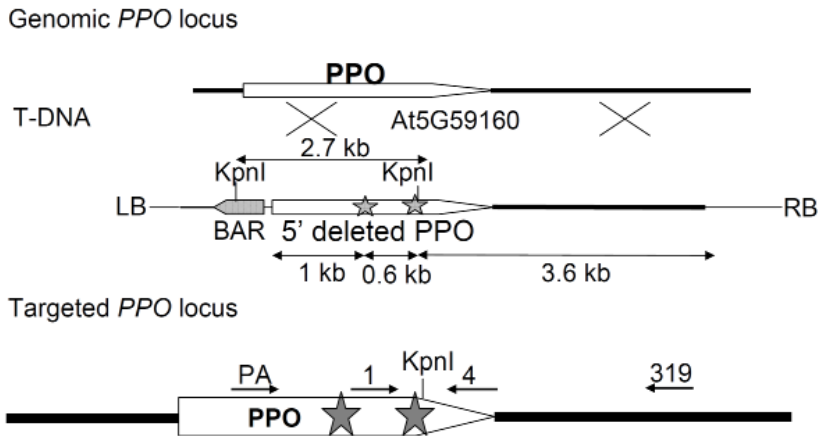 Genomic PPO locus
PPO
T-DNA
At5G59160
2.7 kb
KpnI KpnI
LB RB
BAR 5' deleted PPO
1 kb 0.6 kb 3.6 kb
Targeted PPO locus
KpnI
PA 1 4 319
PPO